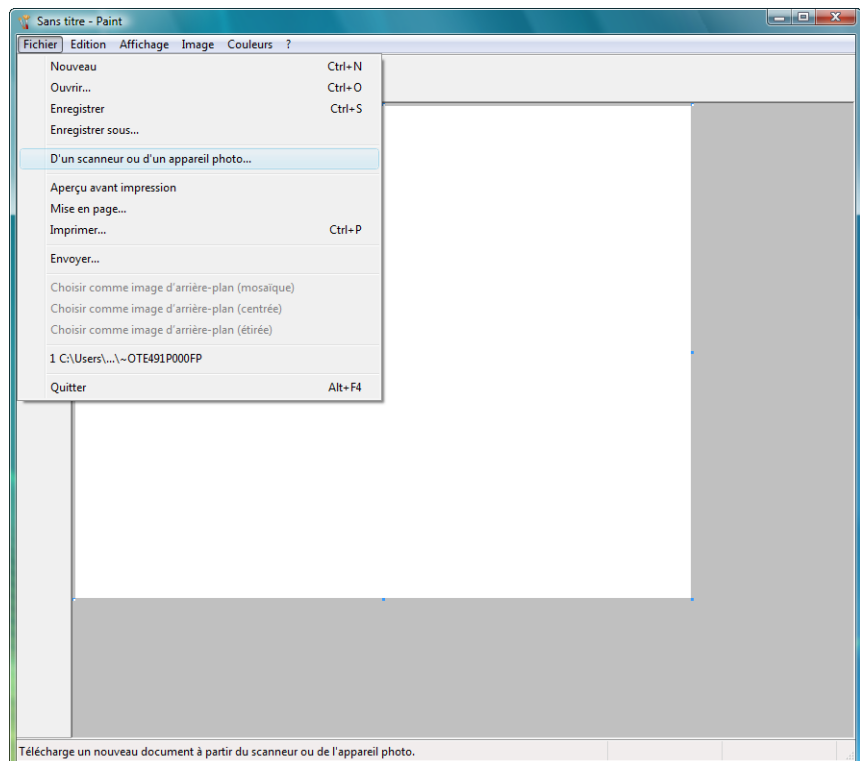 Sans titre - Paint
Fichier Edition Affichage Image Couleurs ?
Nouveau Ctrl+N
Ouvrir... Ctrl+O
Enregistrer Ctrl+S
Enregistrer sous...
D'un scanneur ou d'un appareil photo...
Aperçu avant impression
Mise en page...
Imprimer... Ctrl+P
Envoyer...
Choisir comme image d'arrière-plan (mosaïque)
Choisir comme image d'arrière-plan (centrée)
Choisir comme image d'arrière-plan (étirée)
1 C:\Users\...\~OTE491P000FP
Quitter Alt+F4
Télécharge un nouveau document à partir du scanneur ou de l'appareil photo.